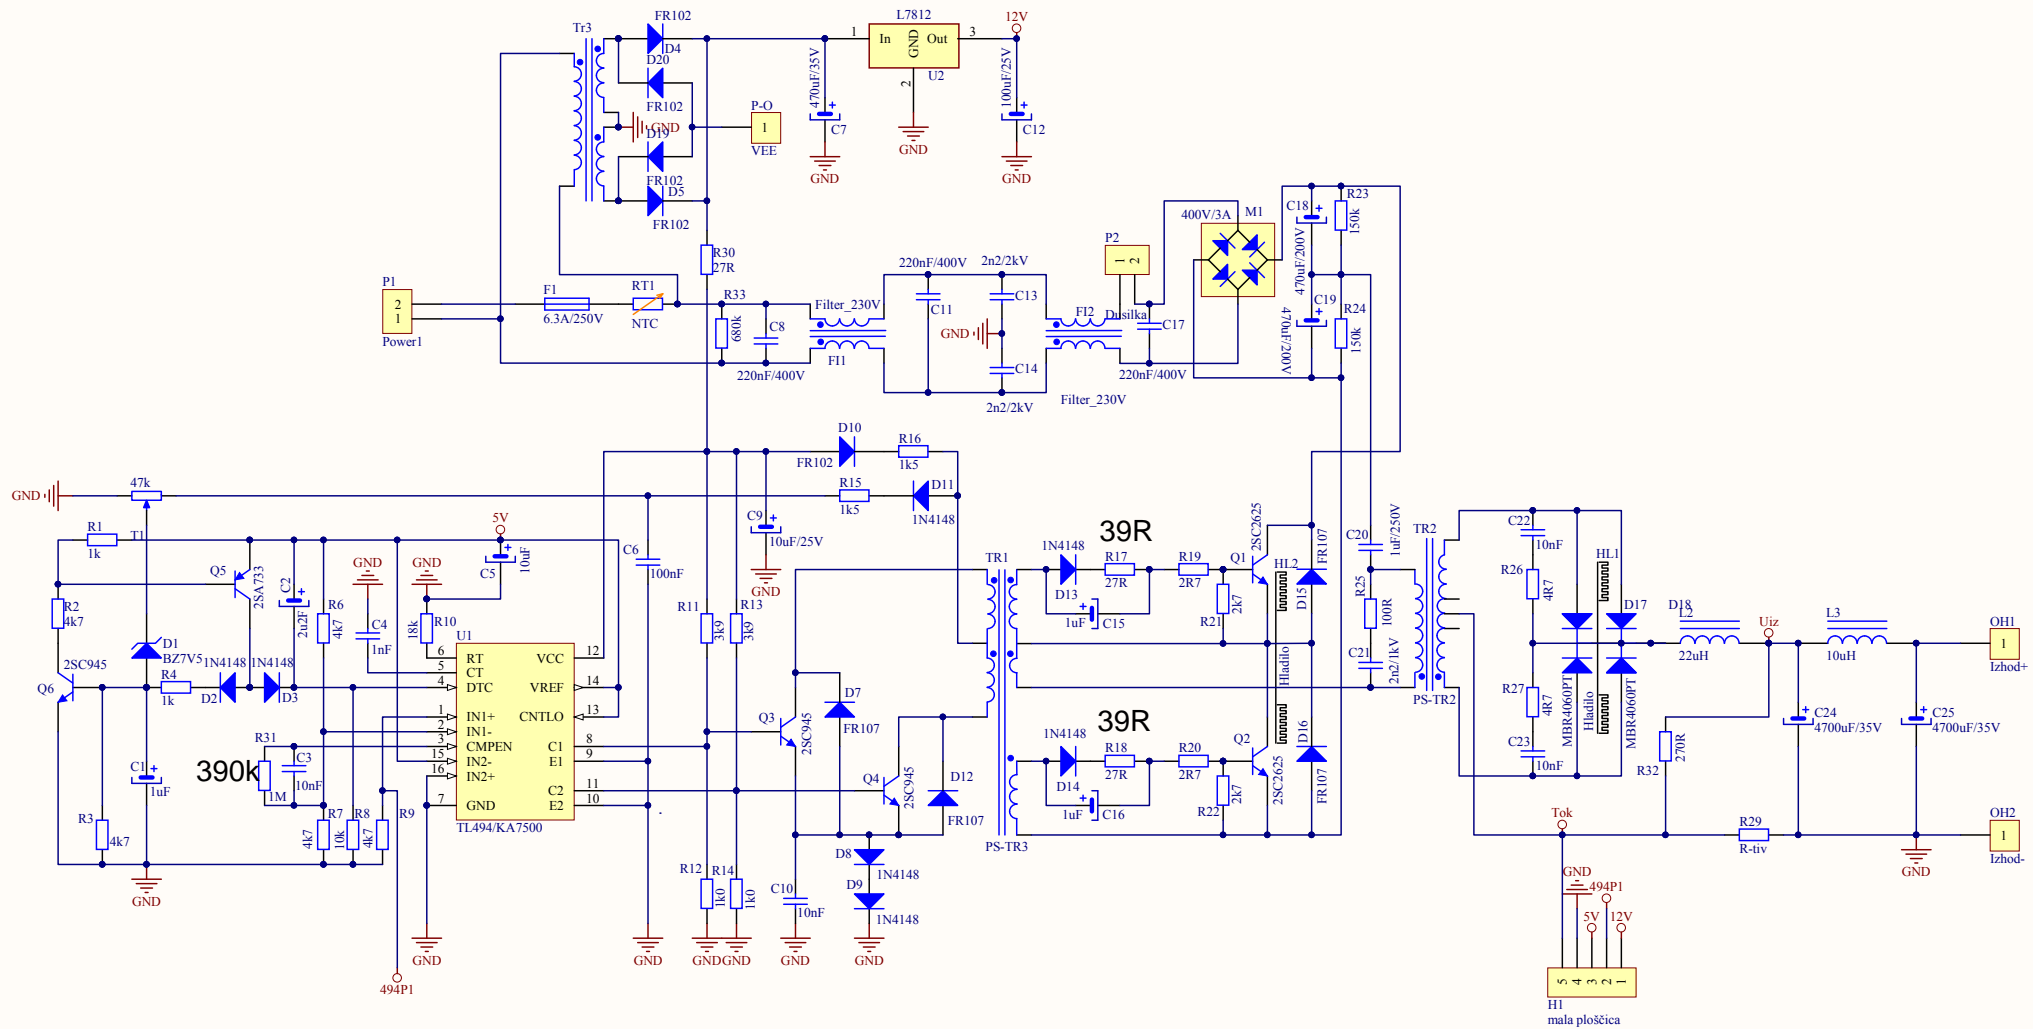 FR102
Tr3
D4
D20
FR102
GND
D19
FR102
D5
FR102
P-O
1
VEE
470uF/35V
C7
GND
L7812
1
In
GND
Out
3
2
U2
GND
12V
100uF/25V
C12
GND
R30
27R
P1
2
1
Power1
F1
6.3A/250V
RT1
NTC
R33
680k
C8
220nF/400V
Filter_230V
FI1
220nF/400V
C11
2n2/2kV
C13
GND
C14
2n2/2kV
FI2
Filter_230V
P2
1
2
Dusilka
C17
220nF/400V
400V/3A
M1
C18
470uF/200V
R23
150k
C19
470uF/200V
R24
150k
D10
FR102
R16
1k5
R15
1k5
D11
1N4148
GND
47k
T1
R1
1k
R2
4k7
Q5
2SA733
C2
2u2F
R6
4k7
GND
C4
1nF
GND
5V
C5
10uF
R10
18k
2SC945
Q6
D1
BZ7V5
R4
1k
1N4148
D2
1N4148
D3
R3
4k7
C1
1uF
GND
R31
390k
1M
C3
10nF
R7
4k7
R8
10k
R9
4k7
494P1
U1
6 RT
5 CT
4 DTC
1 IN1+
2 IN1-
3 CMPEN
15 IN2-
16 IN2+
7 GND
VCC 12
VREF 14
CNTLO 13
C1 8
E1 9
C2 11
E2 10
TL494/KA7500
GND
C6
100nF
GND
C9
10uF/25V
GND
R11
3k9
R13
3k9
R12
1k0
R14
1k0
GND
GND
Q3
2SC945
D7
FR107
Q4
2SC945
D12
FR107
C10
10nF
GND
D8
1N4148
D9
1N4148
GND
TR1
PS-TR3
39R
1N4148
D13
R17
27R
R19
2R7
1uF
C15
Q1
2SC2625
2k7
R21
HL2
Hladilo
FR107
D15
39R
1N4148
D14
R18
27R
R20
2R7
1uF
C16
Q2
2SC2625
2k7
R22
D16
FR107
C20
1uF/250V
R25
100R
C21
2n2/1kV
TR2
PS-TR2
C22
10nF
R26
4R7
R27
4R7
C23
10nF
HL1
Hladilo
MBR4060PT
D17
MBR4060PT
D18
L2
22uH
Uiz
L3
10uH
C24
4700uF/35V
C25
4700uF/35V
R32
270R
R29
R-tiv
GND
OH1
1
Izhod+
OH2
1
Izhod-
Tok
GND
494P1
5V
12V
5
4
3
2
1
H1
mala ploščica